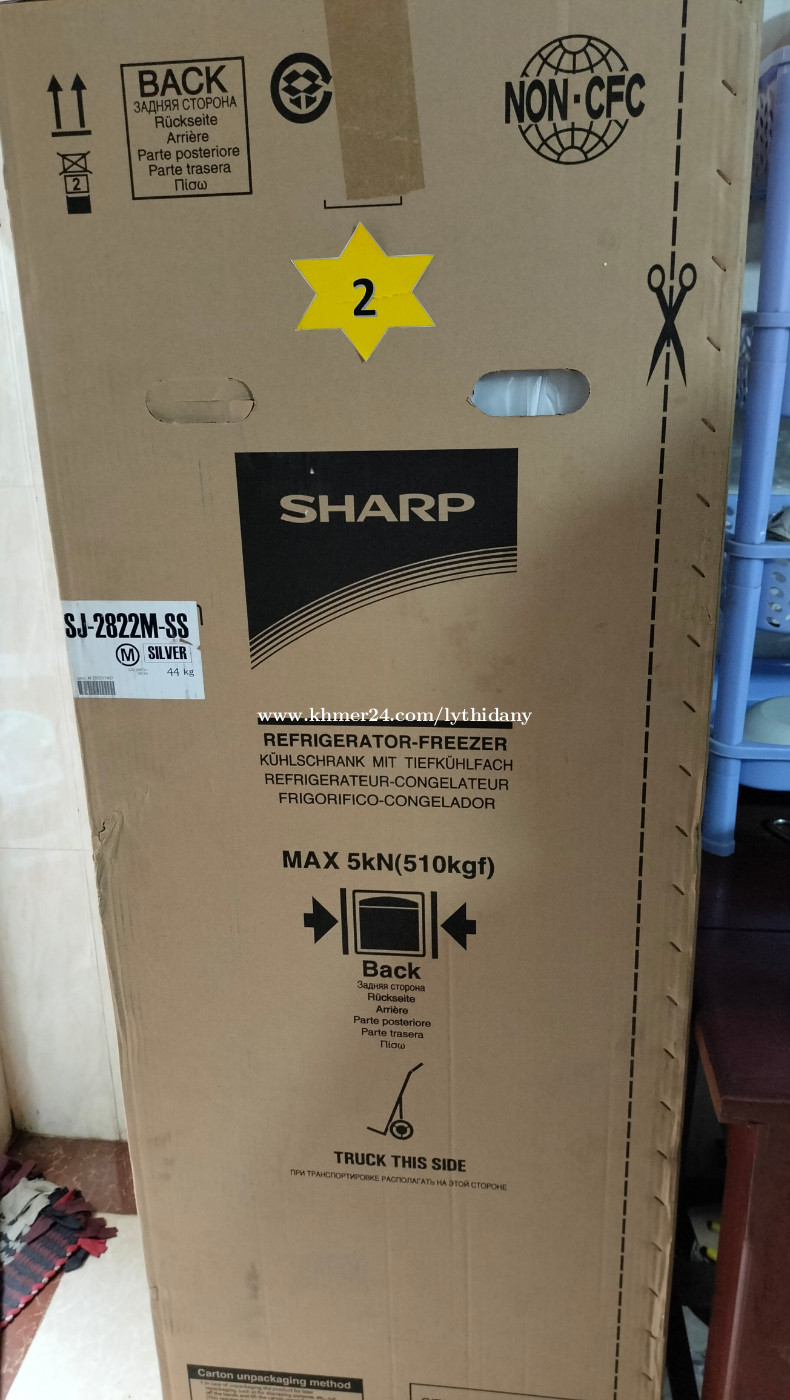 BACK
ЗАДНЯЯ СТОРОНА
Rückseite
Arrière
Parte posteriore
Parte trasera
Πίσω
2
NON·CFC
2
SHARP
SJ-2822M-SS
M SILVER
44 kg
www.khmer24.com/lythidany
REFRIGERATOR-FREEZER
KÜHLSCHRANK MIT TIEFKÜHLFACH
REFRIGERATEUR-CONGELATEUR
FRIGORIFICO-CONGELADOR
MAX 5kN(510kgf)
Back
Задняя сторона
Rückseite
Arrière
Parte posteriore
Parte trasera
Πίσω
TRUCK THIS SIDE
ПРИ ТРАНСПОРТИРОВКЕ РАСПОЛАГАТЬ НА ЭТОЙ СТОРОНЕ
Carton unpackaging method